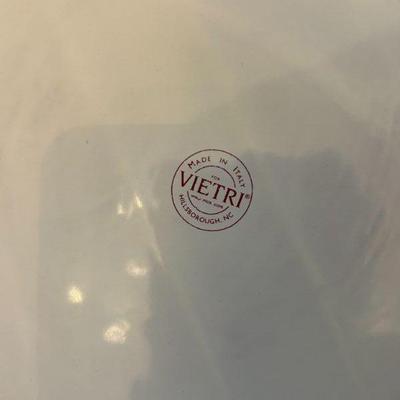 MADE IN ITALY
FOR
VIETRI®
HILLSBOROUGH, NC